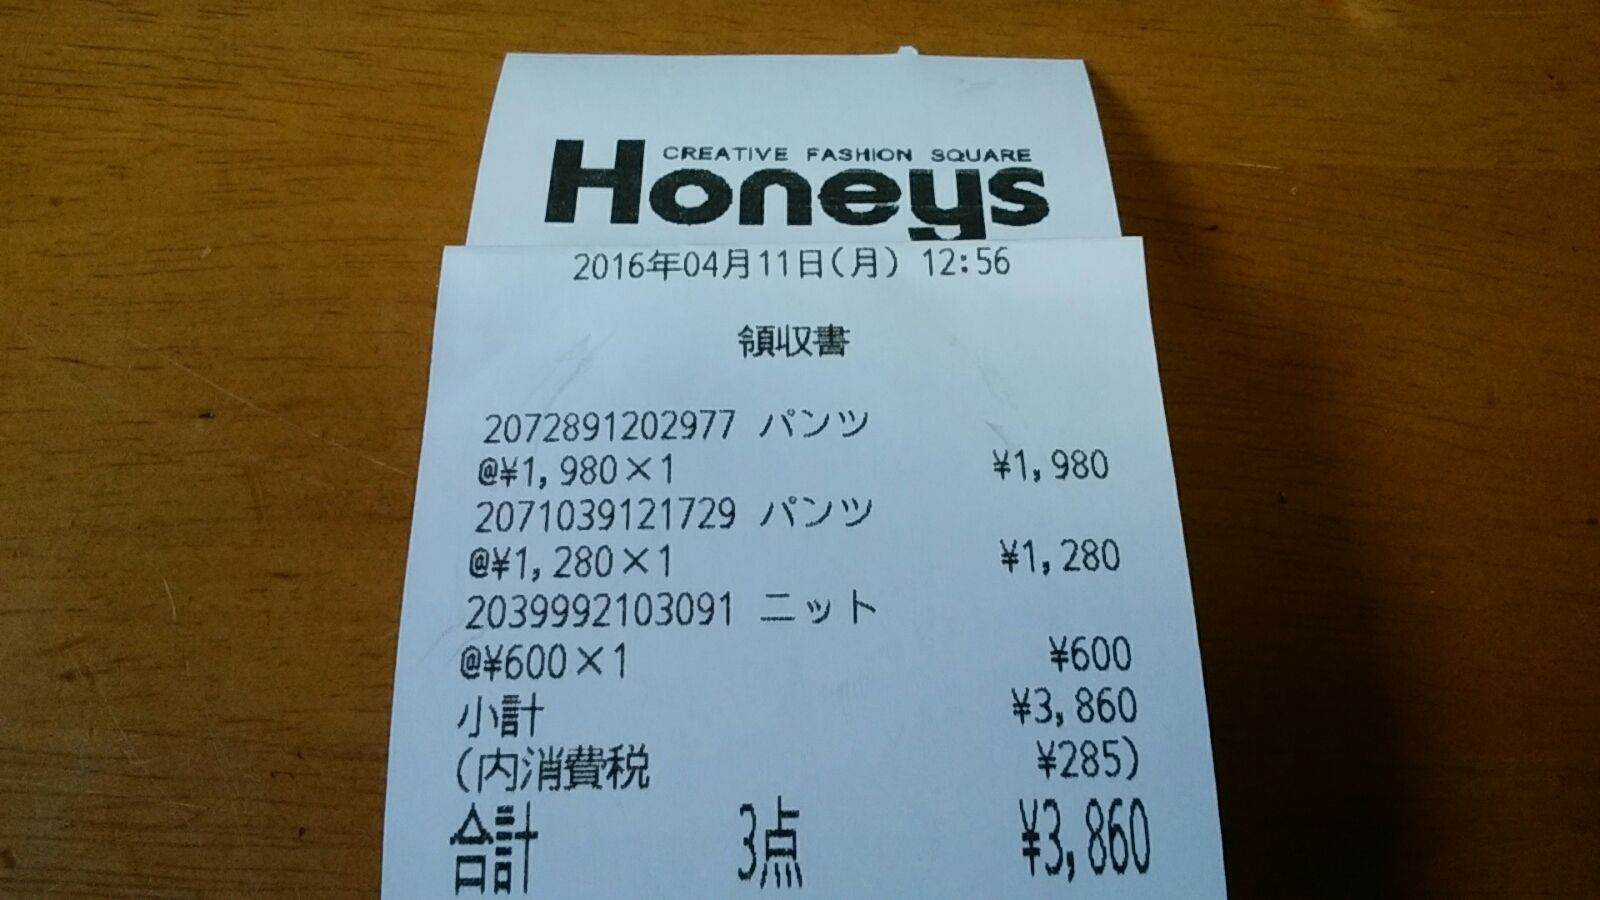 CREATIVE FASHION SQUARE
Honeys
2016年04月11日(月) 12:56
領収書
2072891202977 パンツ
@¥1,980×1 ¥1,980
2071039121729 パンツ
@¥1,280×1 ¥1,280
2039992103091 ニット
@¥600×1 ¥600
小計 ¥3,860
(内消費税 ¥285)
合計 3点 ¥3,860